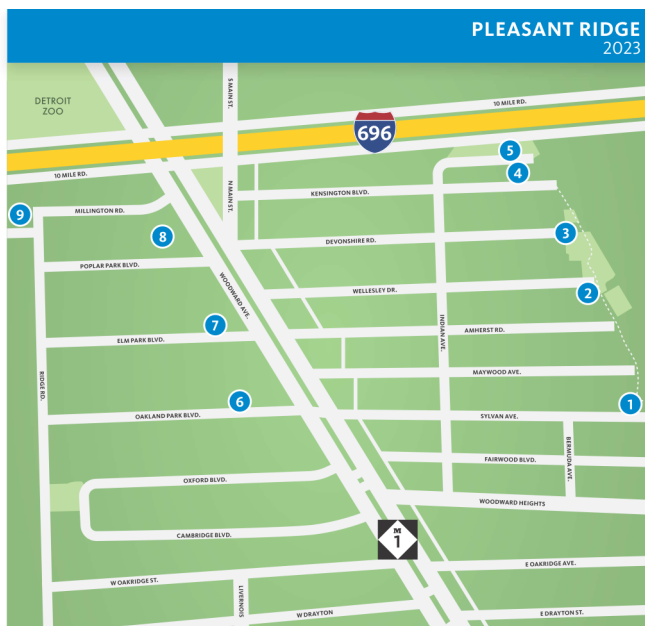 PLEASANT RIDGE
2023
DETROIT
ZOO
S MAIN ST.
10 MILE RD.
696
10 MILE RD.
5
4
N MAIN ST.
KENSINGTON BLVD.
9
MILLINGTON RD.
8
3
DEVONSHIRE RD.
POPLAR PARK BLVD.
WOODWARD AVE.
WELLESLEY DR.
2
INDIAN AVE.
7
AMHERST RD.
ELM PARK BLVD.
MAYWOOD AVE.
RIDGE RD.
6
1
OAKLAND PARK BLVD.
SYLVAN AVE.
BERMUDA AVE.
FAIRWOOD BLVD.
OXFORD BLVD.
WOODWARD HEIGHTS
CAMBRIDGE BLVD.
M
1
E OAKRIDGE AVE.
W OAKRIDGE ST.
LIVERNOIS
W DRAYTON
E DRAYTON ST.